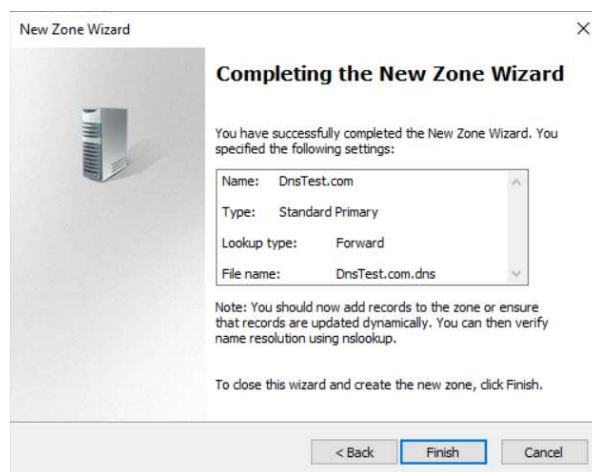 New Zone Wizard
Completing the New Zone Wizard
You have successfully completed the New Zone Wizard. You
specified the following settings:
Name: DnsTest.com
Type: Standard Primary
Lookup type: Forward
File name: DnsTest.com.dns
Note: You should now add records to the zone or ensure
that records are updated dynamically. You can then verify
name resolution using nslookup.
To close this wizard and create the new zone, click Finish.
< Back Finish Cancel